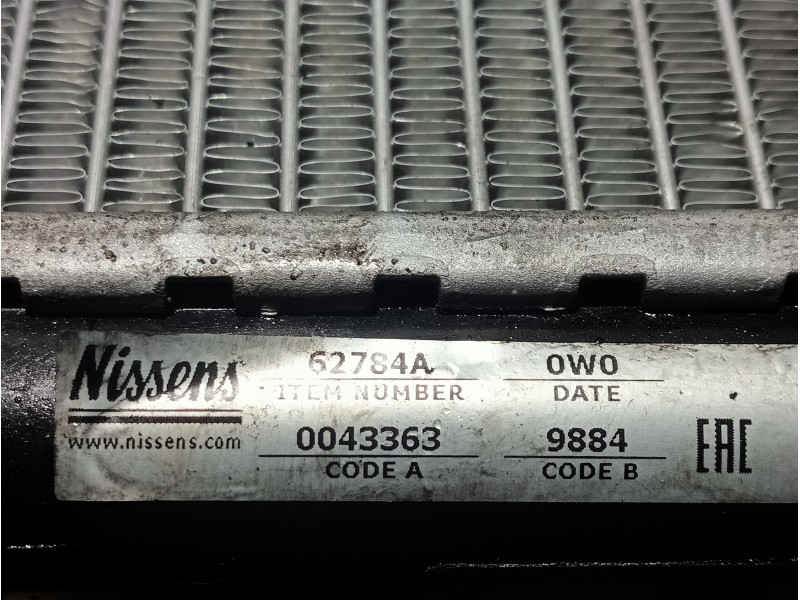 Nissens
www.nissens.com
62784A
ITEM NUMBER
0W0
DATE
0043363
CODE A
9884
CODE B
EAC